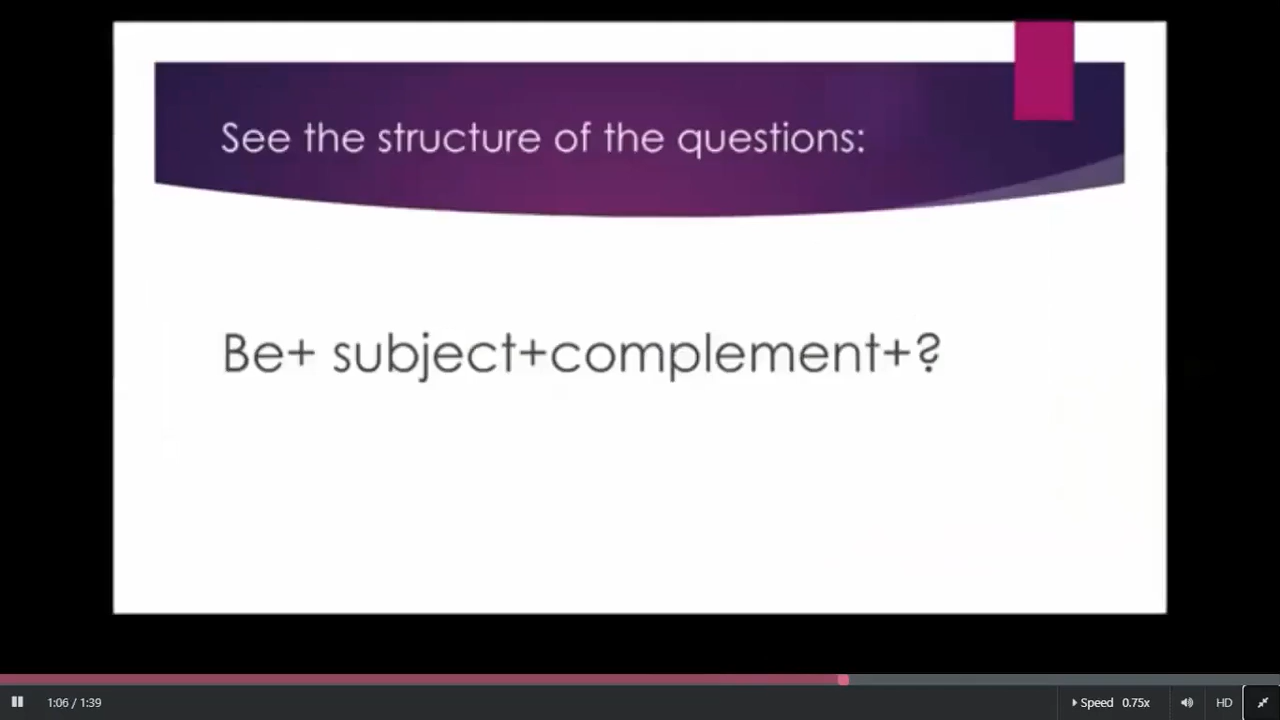 See the structure of the questions:
Be+ subject+complement+?
1:06 / 1:39
Speed 0.75x
HD